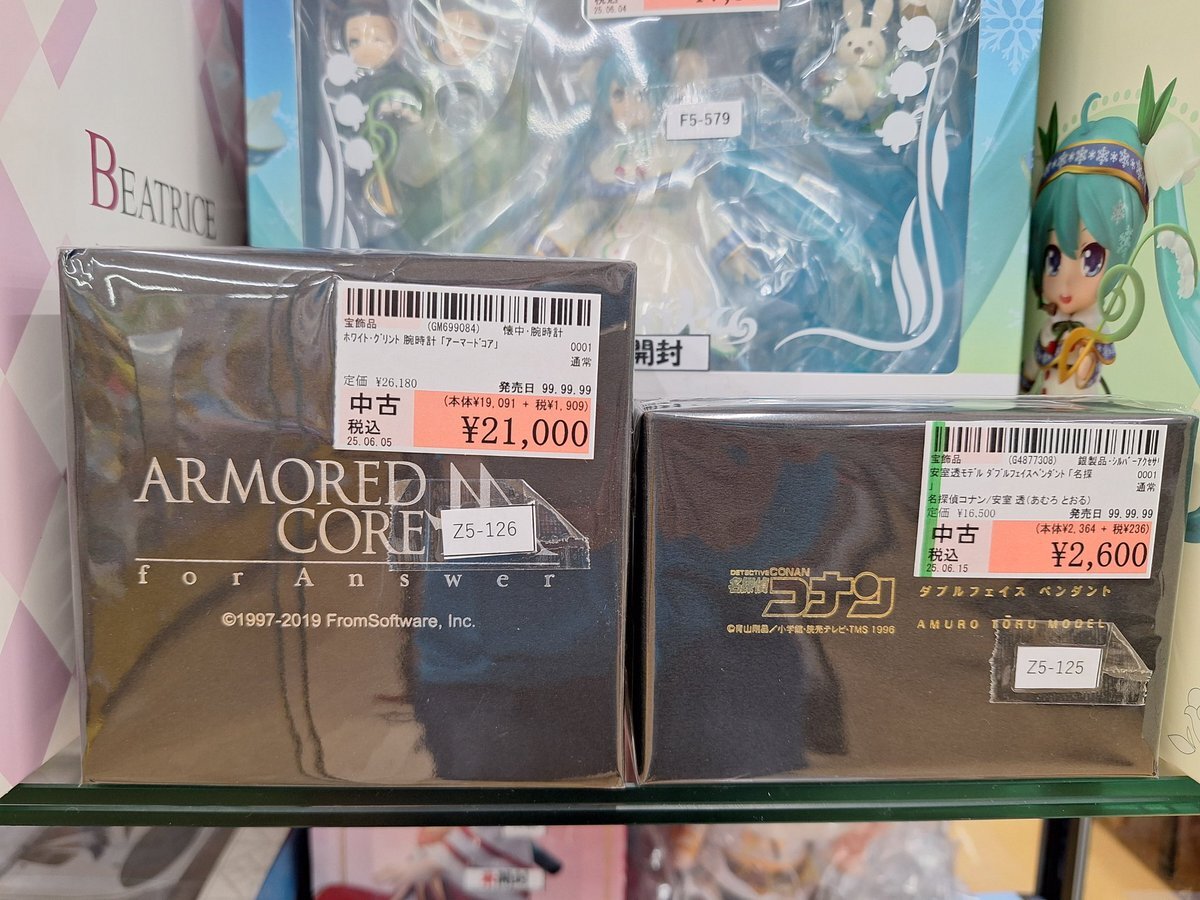 25.06.04
F5-579
BEATRICE
開封
宝飾品 (GM699084) 懐中・腕時計
ホワイト・グリント 腕時計「アーマードコア」 0001
通常
定価 ¥26,180 発売日 99.99.99
中古 (本体¥19,091 + 税¥1,909)
税込 ¥21,000
25.06.05
ARMORED
CORE
Z5-126
for Answer
©1997-2019 FromSoftware, Inc.
宝飾品 (G4877308) 銀製品・シルバーアクセサリ
安室透モデル ダブルフェイスペンダント「名探 0001
」 通常
名探偵コナン/安室 透(あむろ とおる)
定価 ¥16,500 発売日 99.99.99
中古 (本体¥2,364 + 税¥236)
税込 ¥2,600
25.06.15
DETECTIVE CONAN
名探偵コナン
©青山剛昌/小学館・読売テレビ・TMS 1996
ダブルフェイス ペンダント
AMURO TORU MODEL
Z5-125